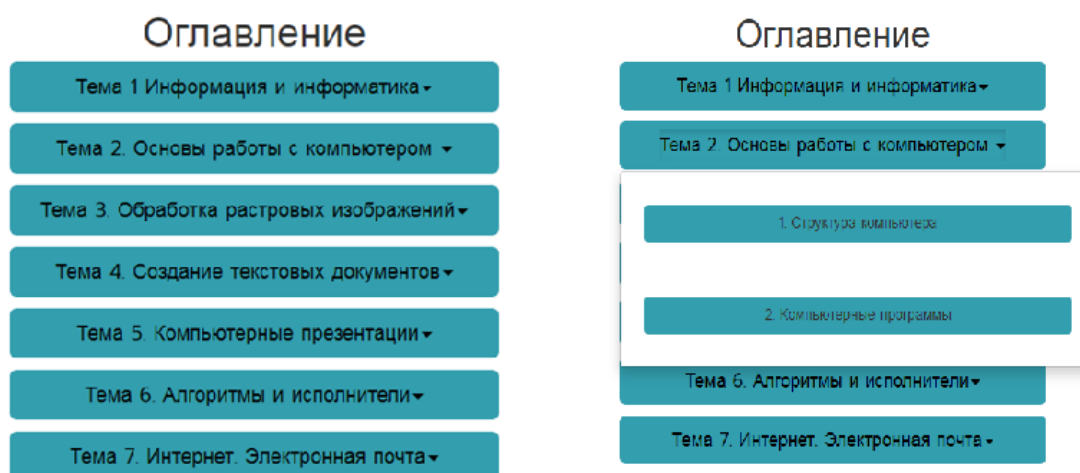 Оглавление
Тема 1 Информация и информатика
Тема 2. Основы работы с компьютером
Тема 3. Обработка растровых изображений
Тема 4. Создание текстовых документов
Тема 5. Компьютерные презентации
Тема 6. Алгоритмы и исполнители
Тема 7. Интернет. Электронная почта
Оглавление
Тема 1 Информация и информатика
Тема 2. Основы работы с компьютером
1. Структура компьютера
2. Компьютерные программы
Тема 6. Алгоритмы и исполнители
Тема 7. Интернет. Электронная почта